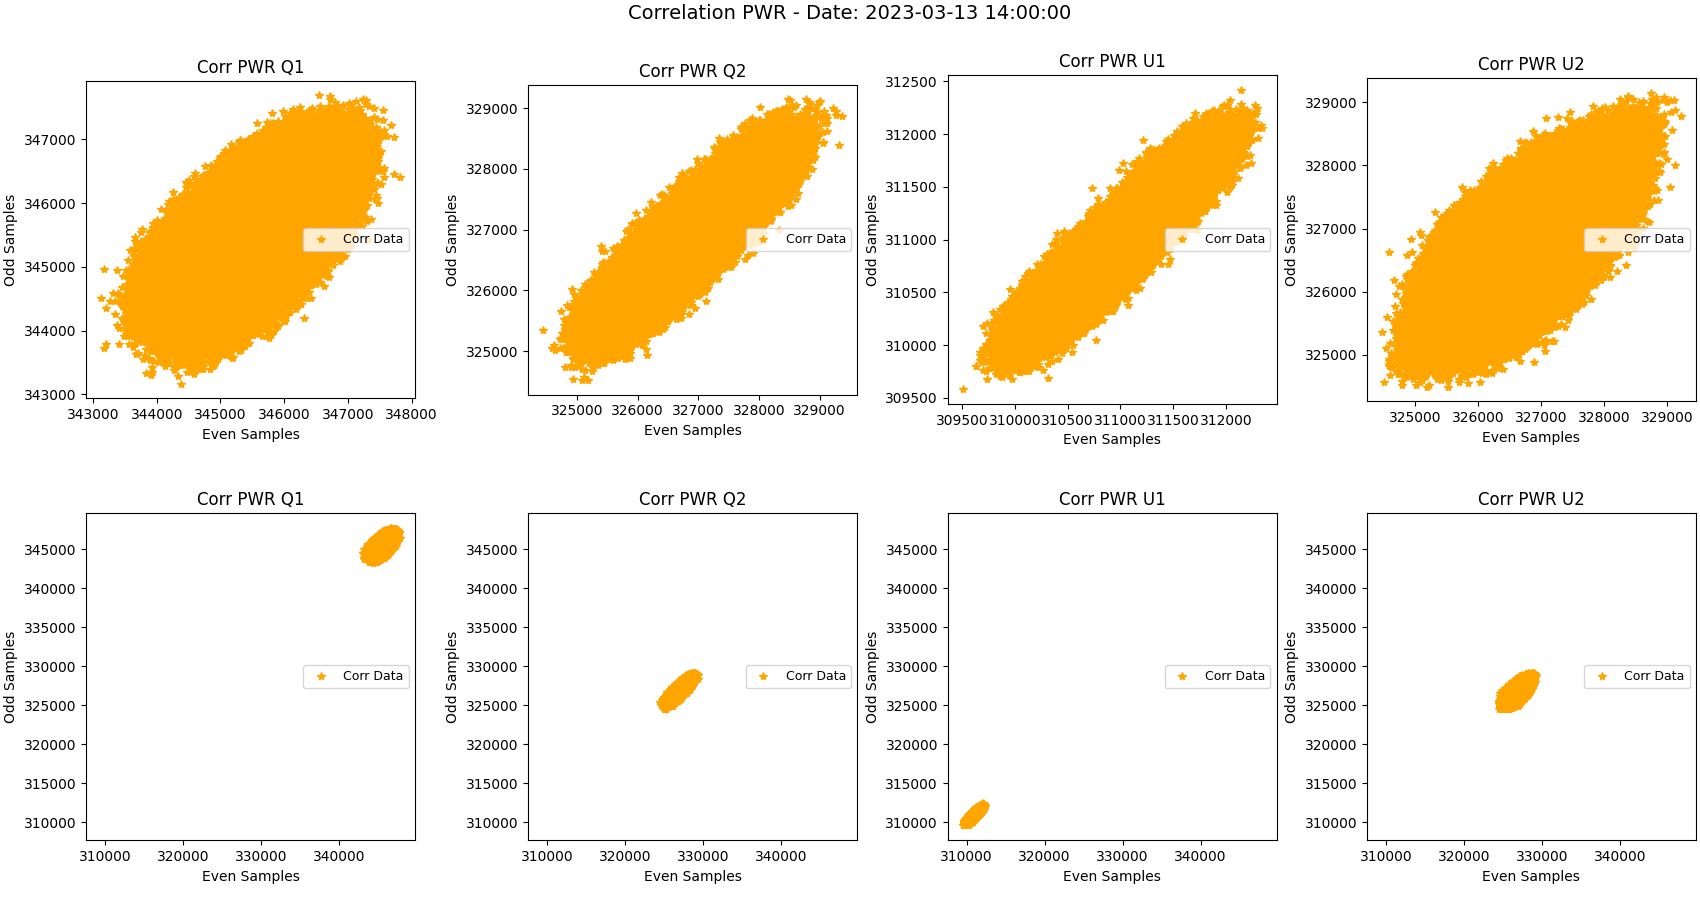 Correlation PWR - Date: 2023-03-13 14:00:00
Corr PWR Q1
347000
346000
345000
344000
343000
Odd Samples
Corr Data
343000 344000 345000 346000 347000 348000
Even Samples
Corr PWR Q2
329000
328000
327000
326000
325000
Odd Samples
Corr Data
325000 326000 327000 328000 329000
Even Samples
Corr PWR U1
312500
312000
311500
311000
310500
310000
309500
Odd Samples
Corr Data
309500 310000 310500 311000 311500 312000
Even Samples
Corr PWR U2
329000
328000
327000
326000
325000
Odd Samples
Corr Data
325000 326000 327000 328000 329000
Even Samples
Corr PWR Q1
345000
340000
335000
330000
325000
320000
315000
310000
Odd Samples
Corr Data
310000 320000 330000 340000
Even Samples
Corr PWR Q2
345000
340000
335000
330000
325000
320000
315000
310000
Odd Samples
Corr Data
310000 320000 330000 340000
Even Samples
Corr PWR U1
345000
340000
335000
330000
325000
320000
315000
310000
Odd Samples
Corr Data
310000 320000 330000 340000
Even Samples
Corr PWR U2
345000
340000
335000
330000
325000
320000
315000
310000
Odd Samples
Corr Data
310000 320000 330000 340000
Even Samples